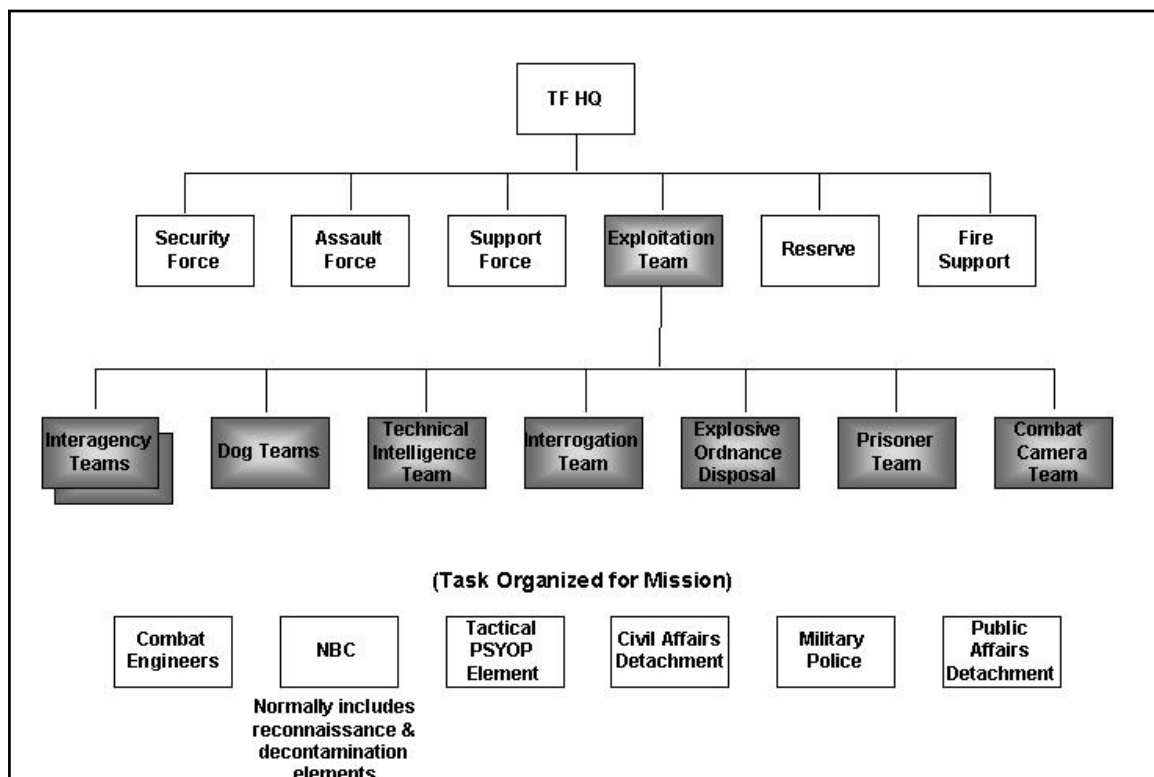 TF HQ
Security
Force
Assault
Force
Support
Force
Exploitation
Team
Reserve
Fire
Support
Interagency
Teams
Dog Teams
Technical
Intelligence
Team
Interrogation
Team
Explosive
Ordnance
Disposal
Prisoner
Team
Combat
Camera
Team
(Task Organized for Mission)
Combat
Engineers
NBC
Normally includes
reconnaissance &
decontamination
elements
Tactical
PSYOP
Element
Civil Affairs
Detachment
Military
Police
Public
Affairs
Detachment